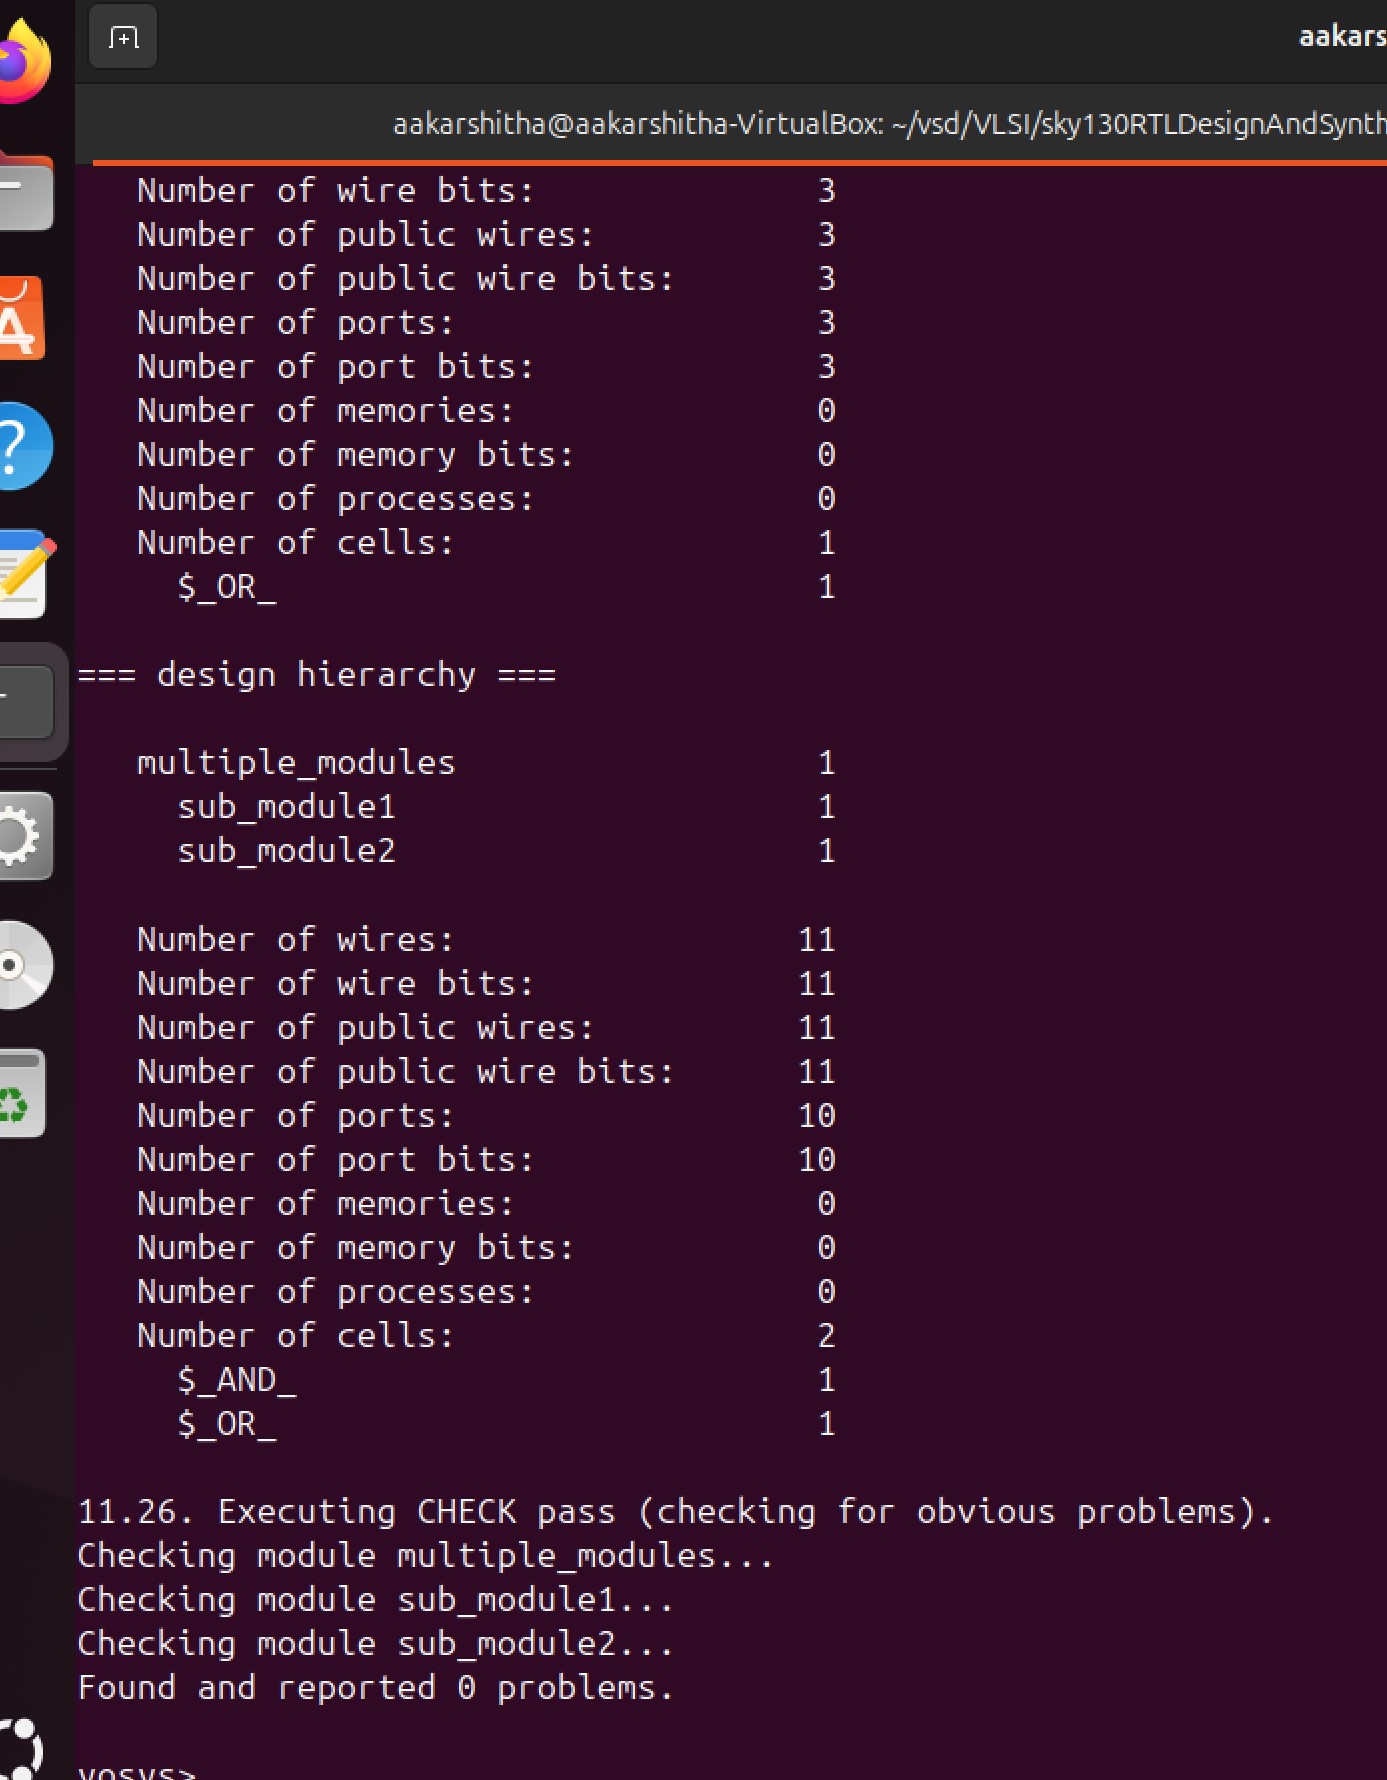 aakars
aakarshitha@aakarshitha-VirtualBox: ~/vsd/VLSI/sky130RTLDesignAndSynth
Number of wire bits: 3
Number of public wires: 3
Number of public wire bits: 3
Number of ports: 3
Number of port bits: 3
Number of memories: 0
Number of memory bits: 0
Number of processes: 0
Number of cells: 1
$_OR_ 1
=== design hierarchy ===
multiple_modules 1
sub_module1 1
sub_module2 1
Number of wires: 11
Number of wire bits: 11
Number of public wires: 11
Number of public wire bits: 11
Number of ports: 10
Number of port bits: 10
Number of memories: 0
Number of memory bits: 0
Number of processes: 0
Number of cells: 2
$_AND_ 1
$_OR_ 1
11.26. Executing CHECK pass (checking for obvious problems).
Checking module multiple_modules...
Checking module sub_module1...
Checking module sub_module2...
Found and reported 0 problems.
yosys>